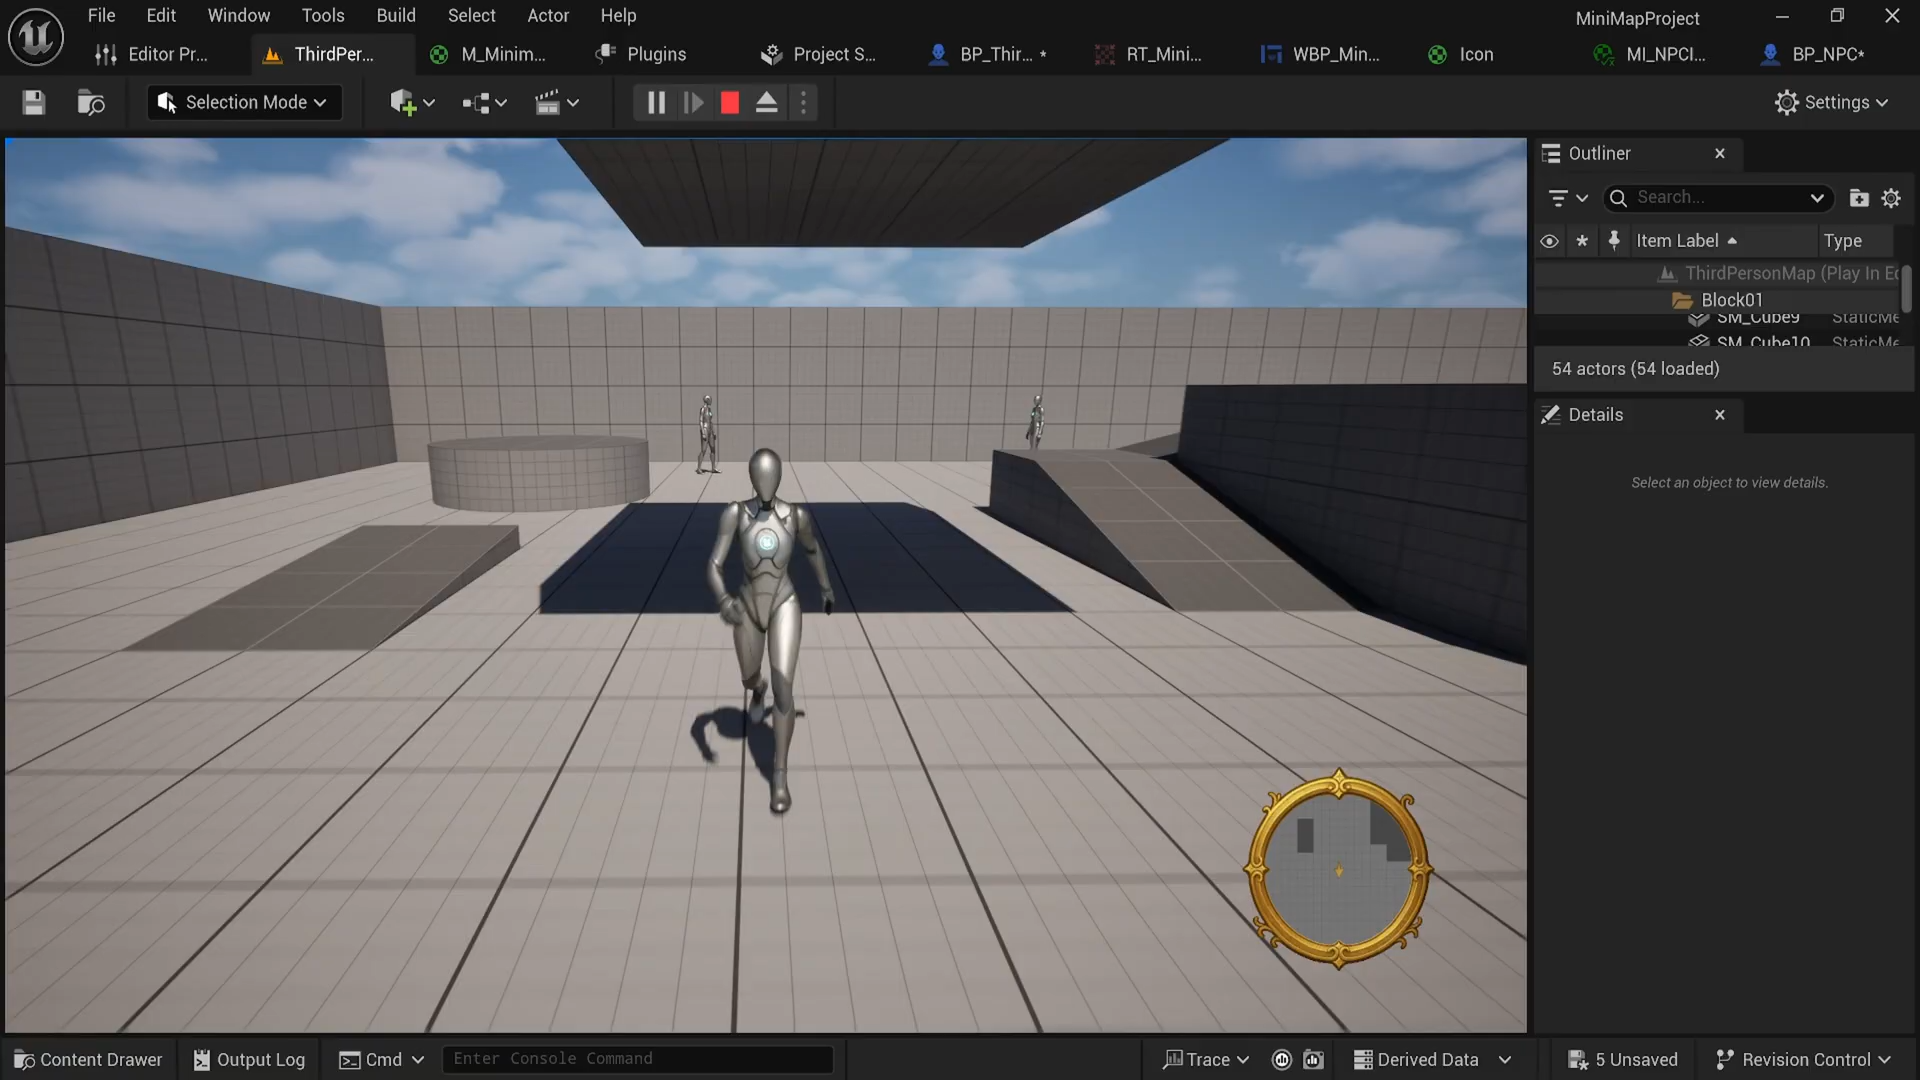 File Edit Window Tools Build Select Actor Help
MiniMapProject
Editor Pr...
ThirdPer...
M_Minim...
Plugins
Project S...
BP_Thir... *
RT_Mini...
WBP_Min...
Icon
MI_NPCI...
BP_NPC*
Selection Mode
Settings
Outliner
Search...
Item Label
Type
ThirdPersonMap (Play In Ed
Block01
SM_Cube9 StaticMe
SM_Cube10 StaticMe
54 actors (54 loaded)
Details
Select an object to view details.
Content Drawer
Output Log
Cmd
Enter Console Command
Trace
Derived Data
5 Unsaved
Revision Control